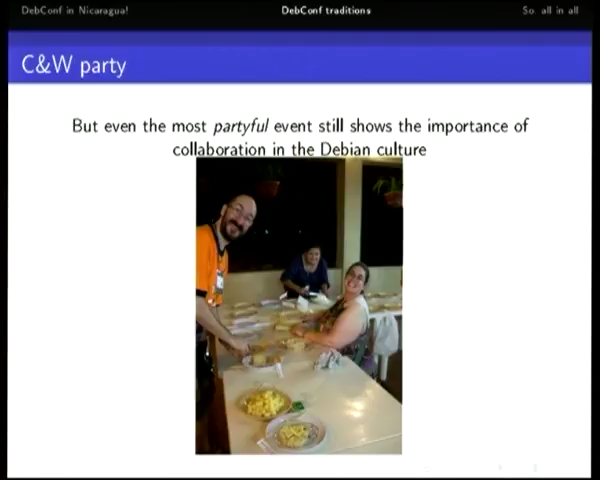 DebConf in Nicaragua!
DebConf traditions
So, all in all
C&W party
But even the most partyful event still shows the importance of
collaboration in the Debian culture